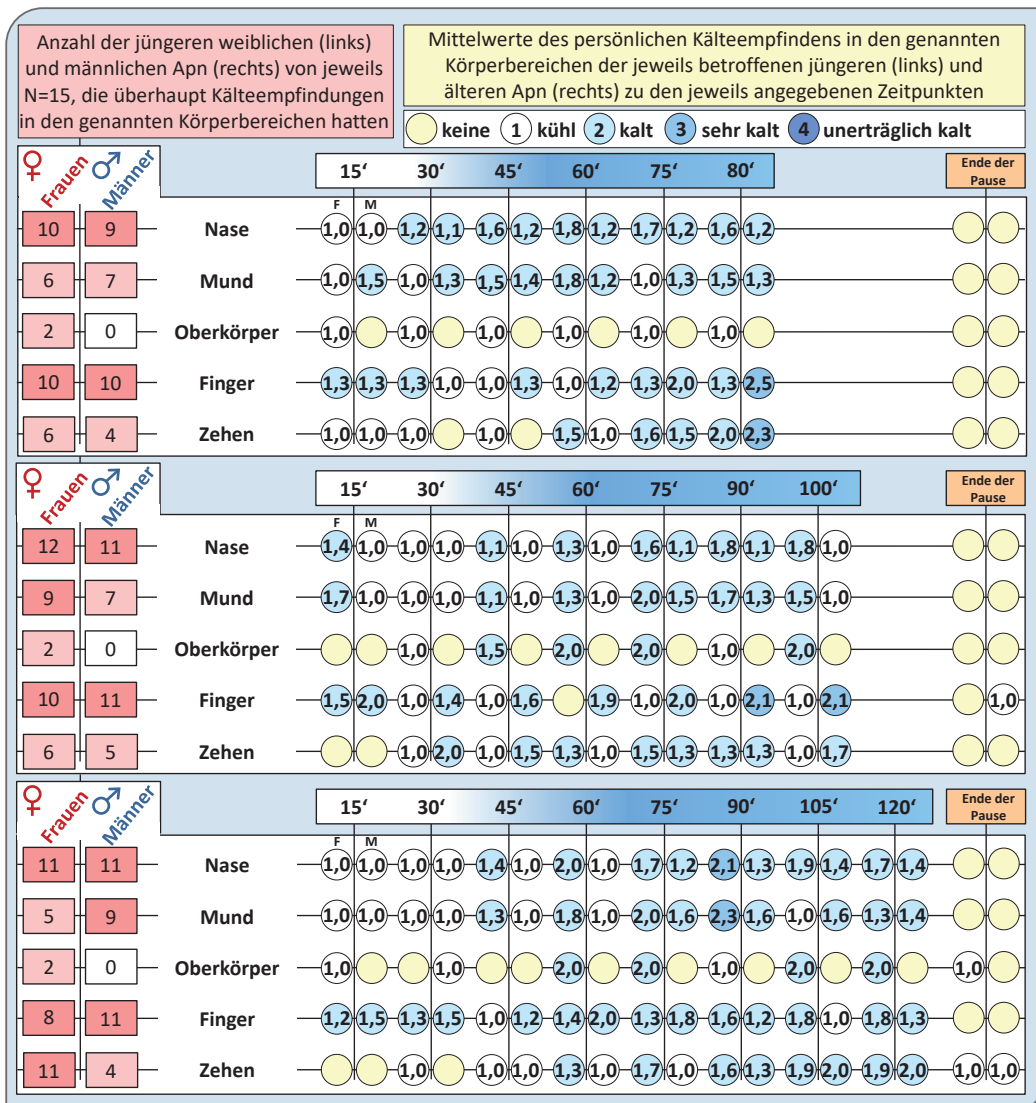 Anzahl der jüngeren weiblichen (links)
und männlichen Apn (rechts) von jeweils
N=15, die überhaupt Kälteempfindungen
in den genannten Körperbereichen hatten
Mittelwerte des persönlichen Kälteempfindens in den genannten
Körperbereichen der jeweils betroffenen jüngeren (links) und
älteren Apn (rechts) zu den jeweils angegebenen Zeitpunkten
keine 1 kühl 2 kalt 3 sehr kalt 4 unerträglich kalt
♀ Frauen ♂ Männer
15‘ 30‘ 45‘ 60‘ 75‘ 80‘
Ende der
Pause
F M
10 9 Nase 1,0 1,0 1,2 1,1 1,6 1,2 1,8 1,2 1,7 1,2 1,6 1,2
6 7 Mund 1,0 1,5 1,0 1,3 1,5 1,4 1,8 1,2 1,0 1,3 1,5 1,3
2 0 Oberkörper 1,0 1,0 1,0 1,0 1,0 1,0
10 10 Finger 1,3 1,3 1,3 1,0 1,0 1,3 1,0 1,2 1,3 2,0 1,3 2,5
6 4 Zehen 1,0 1,0 1,0 1,0 1,5 1,0 1,6 1,5 2,0 2,3
♀ Frauen ♂ Männer
15‘ 30‘ 45‘ 60‘ 75‘ 90‘ 100‘
Ende der
Pause
F M
12 11 Nase 1,4 1,0 1,0 1,0 1,1 1,0 1,3 1,0 1,6 1,1 1,8 1,1 1,8 1,0
9 7 Mund 1,7 1,0 1,0 1,0 1,1 1,0 1,3 1,0 2,0 1,5 1,7 1,3 1,5 1,0
2 0 Oberkörper 1,0 1,5 2,0 2,0 1,0 2,0
10 11 Finger 1,5 2,0 1,0 1,4 1,0 1,6 1,9 1,0 2,0 1,0 2,1 1,0 2,1 1,0
6 5 Zehen 1,0 2,0 1,0 1,5 1,3 1,0 1,5 1,3 1,3 1,3 1,0 1,7
♀ Frauen ♂ Männer
15‘ 30‘ 45‘ 60‘ 75‘ 90‘ 105‘ 120‘
Ende der
Pause
F M
11 11 Nase 1,0 1,0 1,0 1,0 1,4 1,0 2,0 1,0 1,7 1,2 2,1 1,3 1,9 1,4 1,7 1,4
5 9 Mund 1,0 1,0 1,0 1,0 1,3 1,0 1,8 1,0 2,0 1,6 2,3 1,6 1,0 1,6 1,3 1,4
2 0 Oberkörper 1,0 1,0 2,0 2,0 1,0 2,0 2,0 1,0
8 11 Finger 1,2 1,5 1,3 1,5 1,0 1,2 1,4 2,0 1,3 1,8 1,6 1,2 1,8 1,0 1,8 1,3
11 4 Zehen 1,0 1,0 1,0 1,3 1,0 1,7 1,0 1,6 1,3 1,9 2,0 1,9 2,0 1,0 1,0